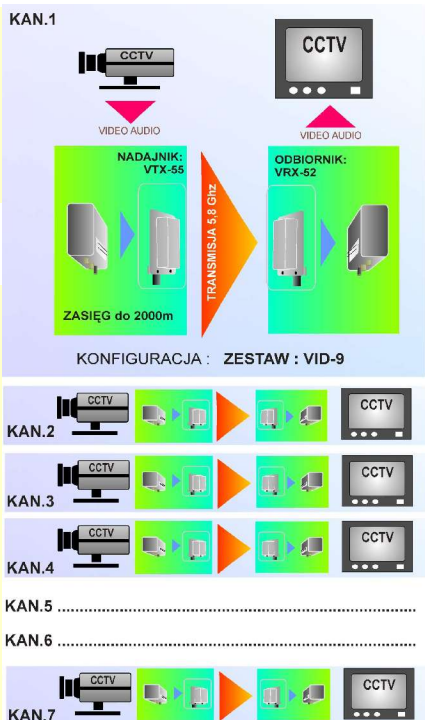 KAN.1
CCTV
CCTV
VIDEO AUDIO
VIDEO AUDIO
NADAJNIK:
VTX-55
TRANSMISJA 5,8 Ghz
ODBIORNIK:
VRX-52
ZASIĘG do 2000m
KONFIGURACJA : ZESTAW : VID-9
CCTV
CCTV
KAN.2
CCTV
CCTV
KAN.3
CCTV
CCTV
KAN.4
KAN.5 ............................................................
KAN.6 ............................................................
CCTV
CCTV
KAN.7